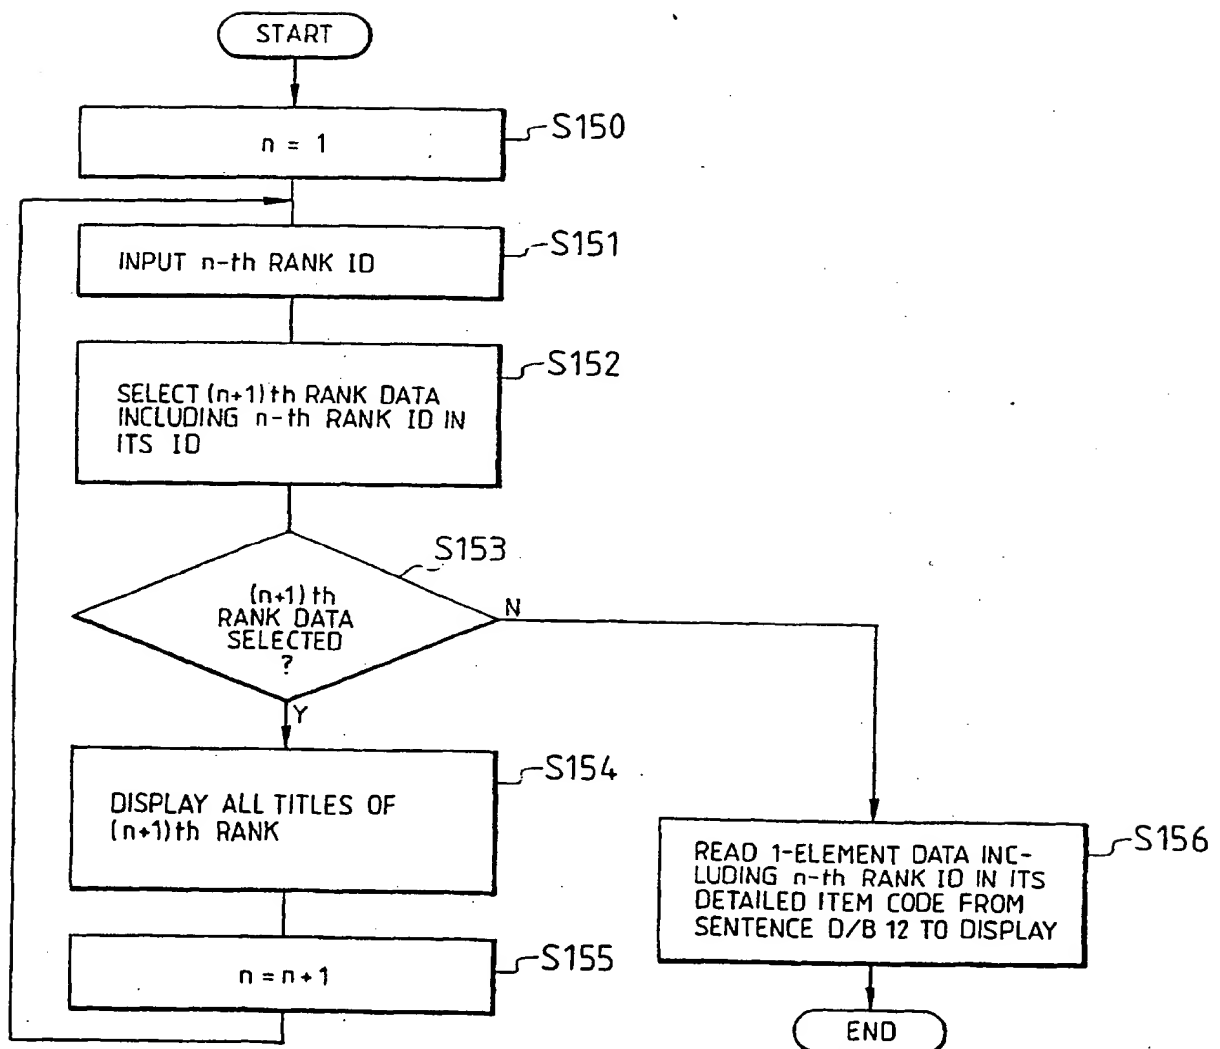 START
n = 1
S150
INPUT n-th RANK ID
S151
SELECT (n+1)th RANK DATA
INCLUDING n-th RANK ID IN
ITS ID
S152
(n+1)th
RANK DATA
SELECTED
?
S153
N
Y
DISPLAY ALL TITLES OF
(n+1)th RANK
S154
n = n + 1
S155
READ 1-ELEMENT DATA INC-
LUDING n-th RANK ID IN ITS
DETAILED ITEM CODE FROM
SENTENCE D/B 12 TO DISPLAY
S156
END